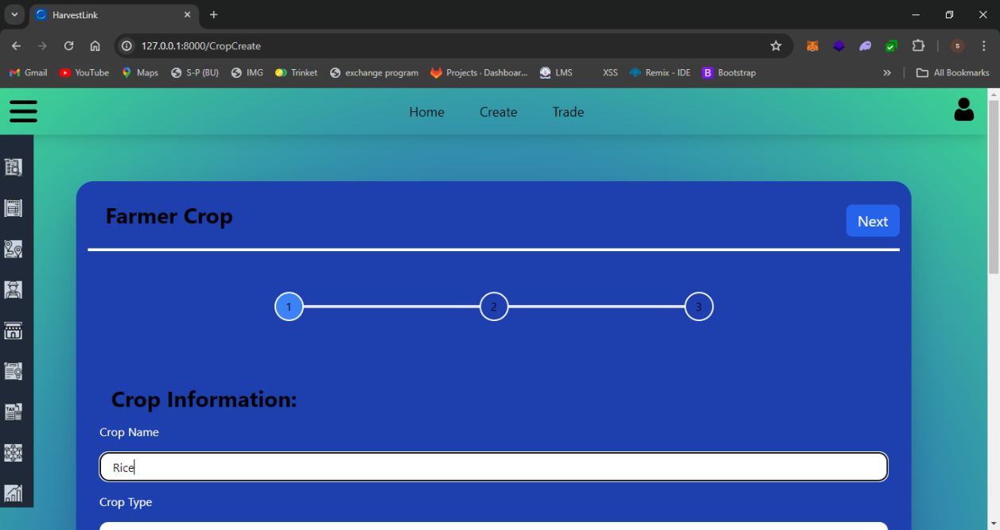 HarvestLink
127.0.0.1:8000/CropCreate
S
Gmail YouTube Maps S-P (BU) IMG Trinket exchange program Projects · Dashboar... LMS XSS Remix - IDE B Bootstrap » All Bookmarks
Home Create Trade
Farmer Crop
Next
1 2 3
Crop Information:
Crop Name
Rice
Crop Type
TAX